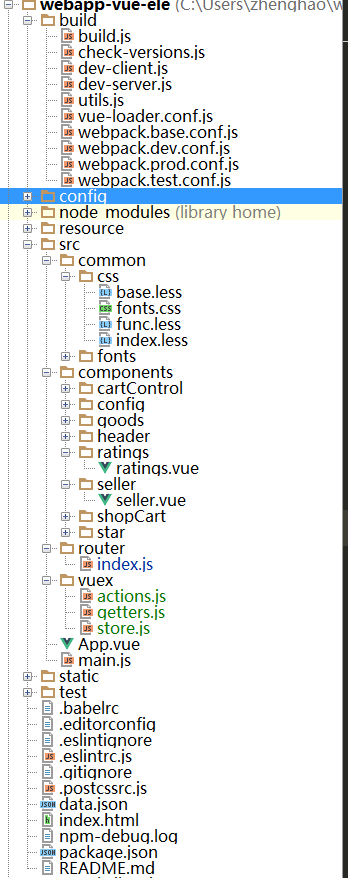 webapp-vue-ele (C:\Users\zhenghao\w
build
build.js
check-versions.js
dev-client.js
dev-server.js
utils.js
vue-loader.conf.js
webpack.base.conf.js
webpack.dev.conf.js
webpack.prod.conf.js
webpack.test.conf.js
config
node_modules (library home)
resource
src
common
css
base.less
fonts.css
func.less
index.less
fonts
components
cartControl
config
goods
header
ratings
ratings.vue
seller
seller.vue
shopCart
star
router
index.js
vuex
actions.js
getters.js
store.js
App.vue
main.js
static
test
.babelrc
.editorconfig
.eslintignore
.eslintrc.js
.gitignore
.postcssrc.js
data.json
index.html
npm-debug.log
package.json
README.md